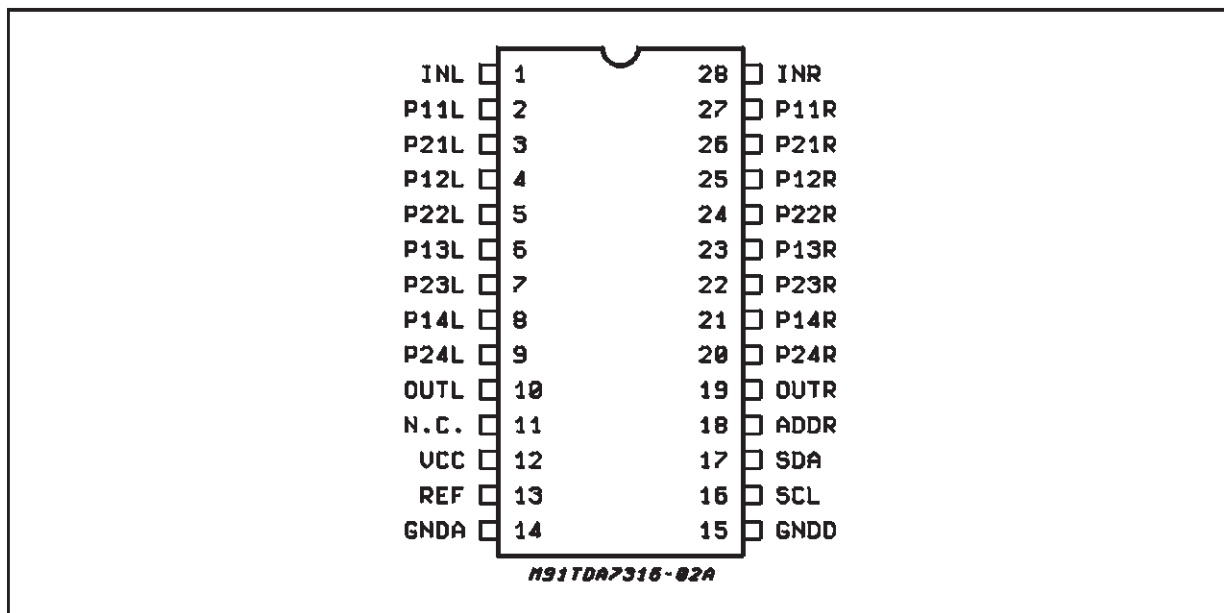 INL 1 28 INR
P11L 2 27 P11R
P21L 3 26 P21R
P12L 4 25 P12R
P22L 5 24 P22R
P13L 6 23 P13R
P23L 7 22 P23R
P14L 8 21 P14R
P24L 9 20 P24R
OUTL 10 19 OUTR
N.C. 11 18 ADDR
VCC 12 17 SDA
REF 13 16 SCL
GNDA 14 15 GNDD
M91TDA7316-02A